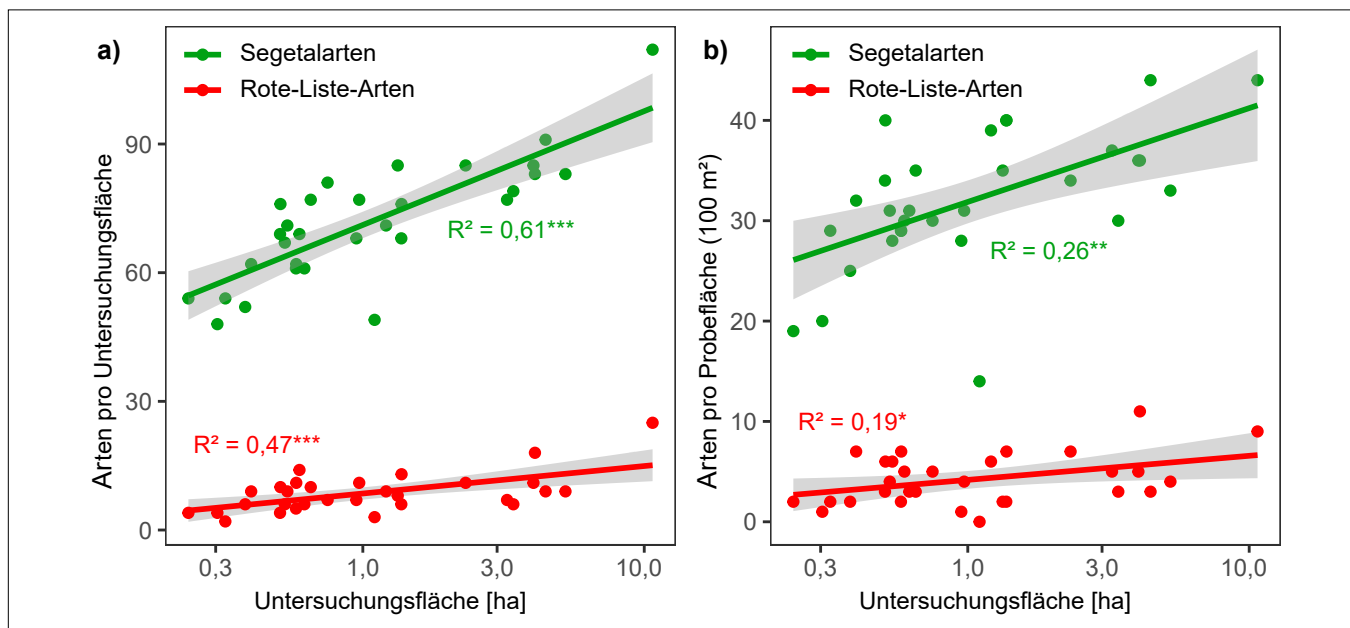 a)
Segetalarten
Rote-Liste-Arten
Arten pro Untersuchungsfläche
90
60
30
0
R² = 0,61***
R² = 0,47***
0,3
1,0
3,0
10,0
Untersuchungsfläche [ha]
b)
Segetalarten
Rote-Liste-Arten
Arten pro Probefläche (100 m²)
40
30
20
10
0
R² = 0,26**
R² = 0,19*
0,3
1,0
3,0
10,0
Untersuchungsfläche [ha]